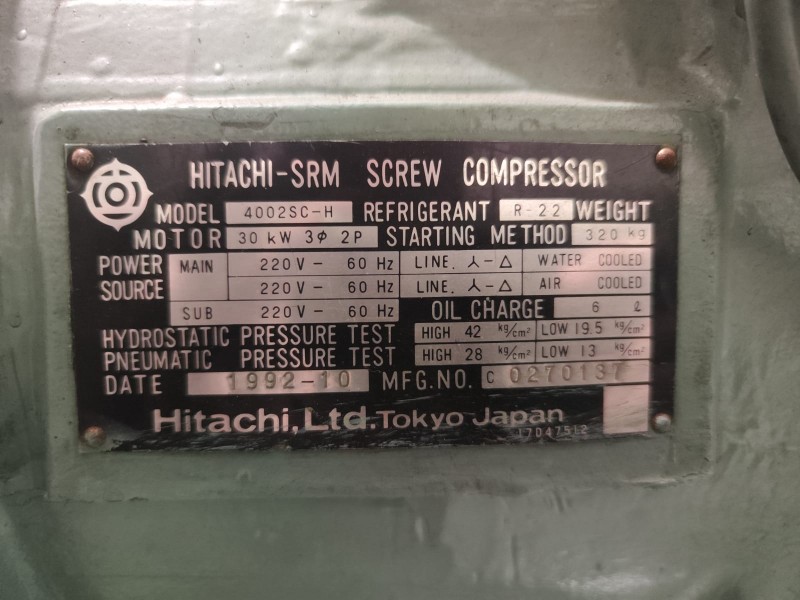 HITACHI-SRM SCREW COMPRESSOR
MODEL 4002SC-H REFRIGERANT R-22 WEIGHT
MOTOR 30 kW 3φ 2P STARTING METHOD 320 kg
POWER SOURCE MAIN 220V - 60 Hz LINE. 人-△ WATER COOLED
220V - 60 Hz LINE. 人-△ AIR COOLED
SUB 220V - 60 Hz OIL CHARGE 6 ℓ
HYDROSTATIC PRESSURE TEST HIGH 42 kg/cm² LOW 19.5 kg/cm²
PNEUMATIC PRESSURE TEST HIGH 28 kg/cm² LOW 13 kg/cm²
DATE 1992-10 MFG.NO. C 0270187
Hitachi, Ltd. Tokyo Japan
17D47512